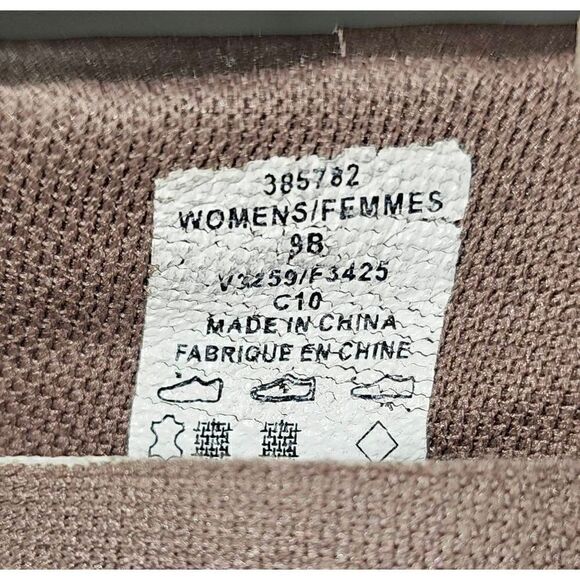 385782
WOMENS/FEMMES
9B
V3259/F3425
C10
MADE IN CHINA
FABRIQUE EN CHINE